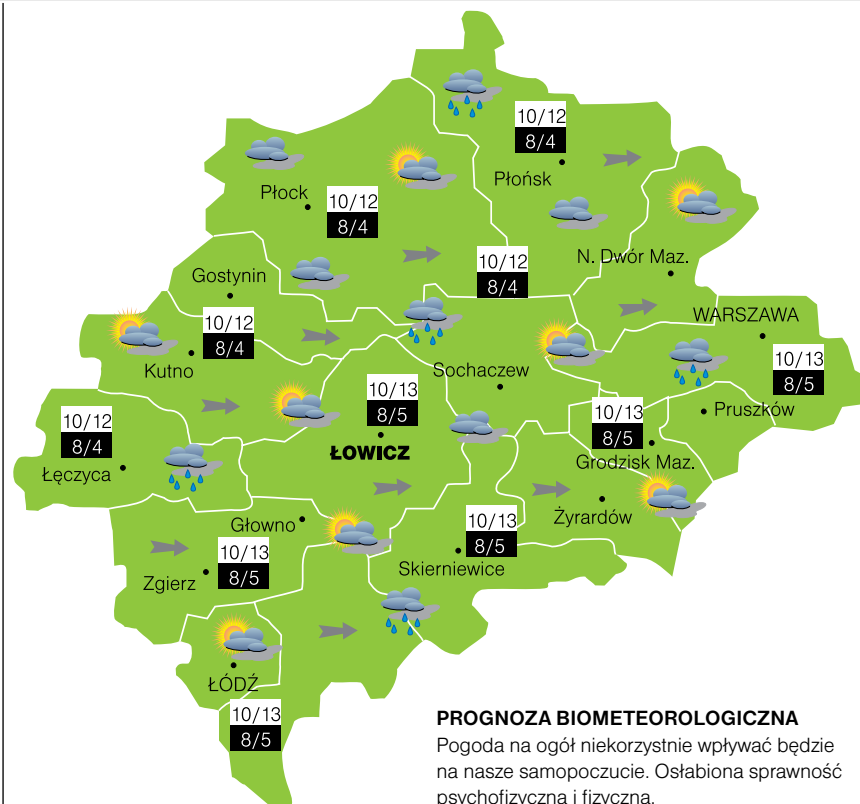 10/12
8/4
Płońsk
Płock
10/12
8/4
N. Dwór Maz.
10/12
8/4
Gostynin
10/12
8/4
Kutno
WARSZAWA
10/13
8/5
Sochaczew
10/13
8/5
ŁOWICZ
10/12
8/4
Łęczyca
10/13
8/5
Pruszków
Grodzisk Maz.
Żyrardów
Głowno
10/13
8/5
Skierniewice
10/13
8/5
Zgierz
ŁÓDŹ
10/13
8/5
PROGNOZA BIOMETEOROLOGICZNA
Pogoda na ogół niekorzystnie wpływać będzie
na nasze samopoczucie. Osłabiona sprawność
psychofizyczna i fizyczna.